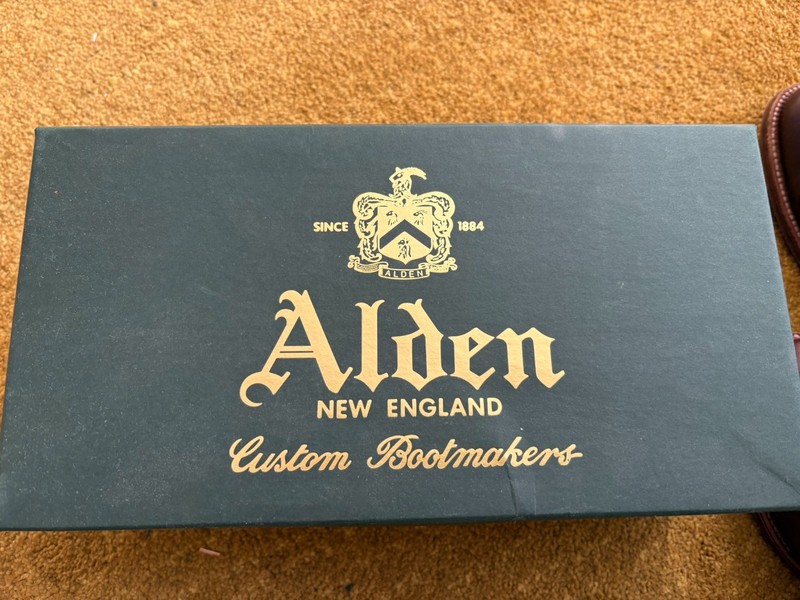 SINCE 1884
ALDEN
Alden
NEW ENGLAND
Custom Bootmakers